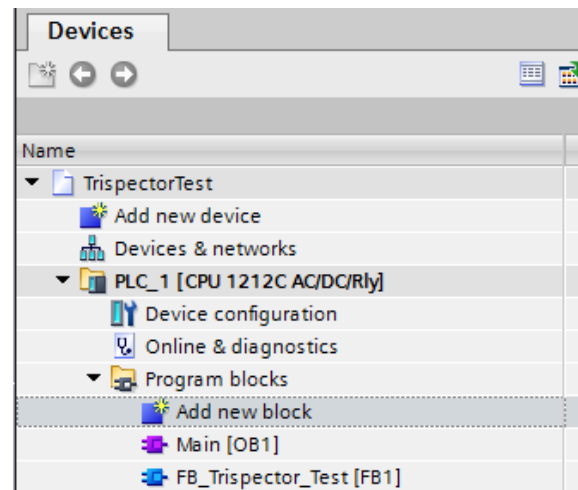 Devices
Name
TrispectorTest
Add new device
Devices & networks
PLC_1 [CPU 1212C AC/DC/Rly]
Device configuration
Online & diagnostics
Program blocks
Add new block
Main [OB1]
FB_Trispector_Test [FB1]